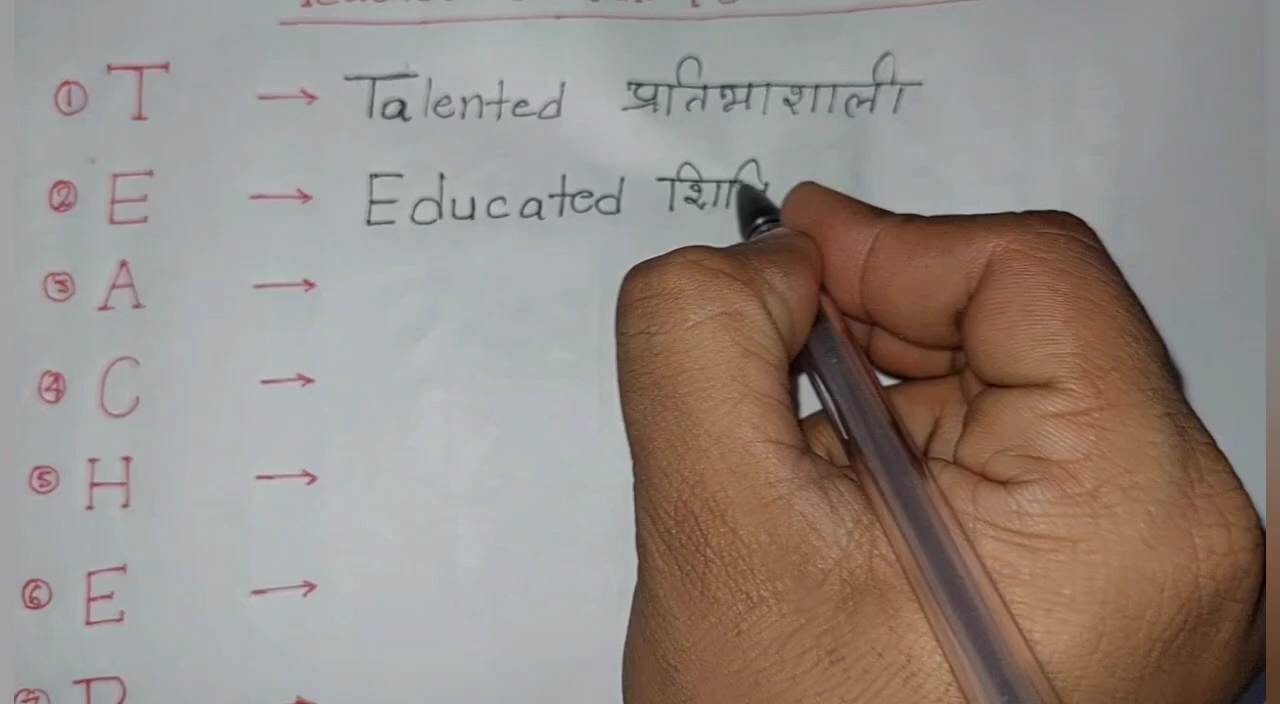 ① T → Talented प्रतिभाशाली
② E → Educated
③ A →
④ C →
⑤ H →
⑥ E →